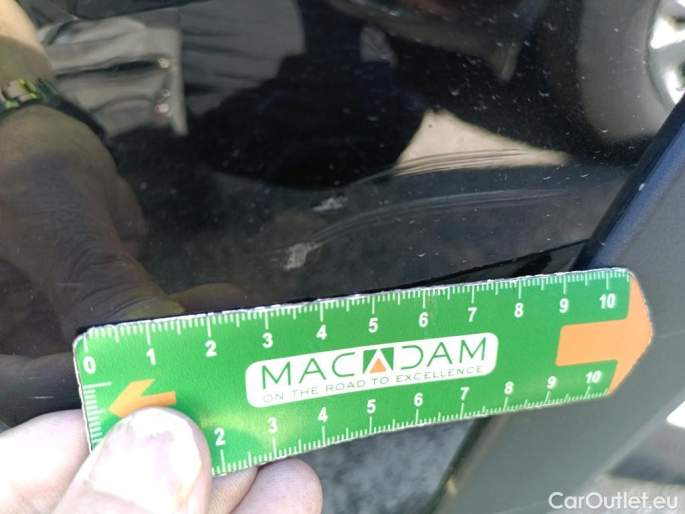 0 1 2 3 4 5 6 7 8 9 10
MACADAM
ON THE ROAD TO EXCELLENCE
2 3 4 5 6 7 8 9 10
CarOutlet.eu